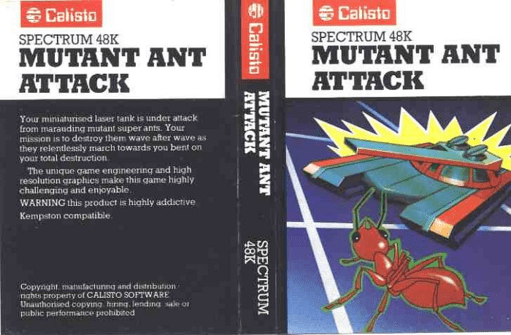 Calisto
SPECTRUM 48K
MUTANT ANT
ATTACK
Your miniaturised laser tank is under attack
from marauding mutant super ants. Your
mission is to destroy them wave after wave as
they relentlessly march towards you bent on
your total destruction.
The unique game engineering and high
resolution graphics make this game highly
challenging and enjoyable.
WARNING this product is highly addictive.
Kempston compatible.
Copyright, manufacturing and distribution
rights property of CALISTO SOFTWARE
Unauthorised copying, hiring, lending, sale or
public performance prohibited
Calisto
MUTANT ANT
ATTACK
SPECTRUM
48K
Calisto
SPECTRUM 48K
MUTANT ANT
ATTACK